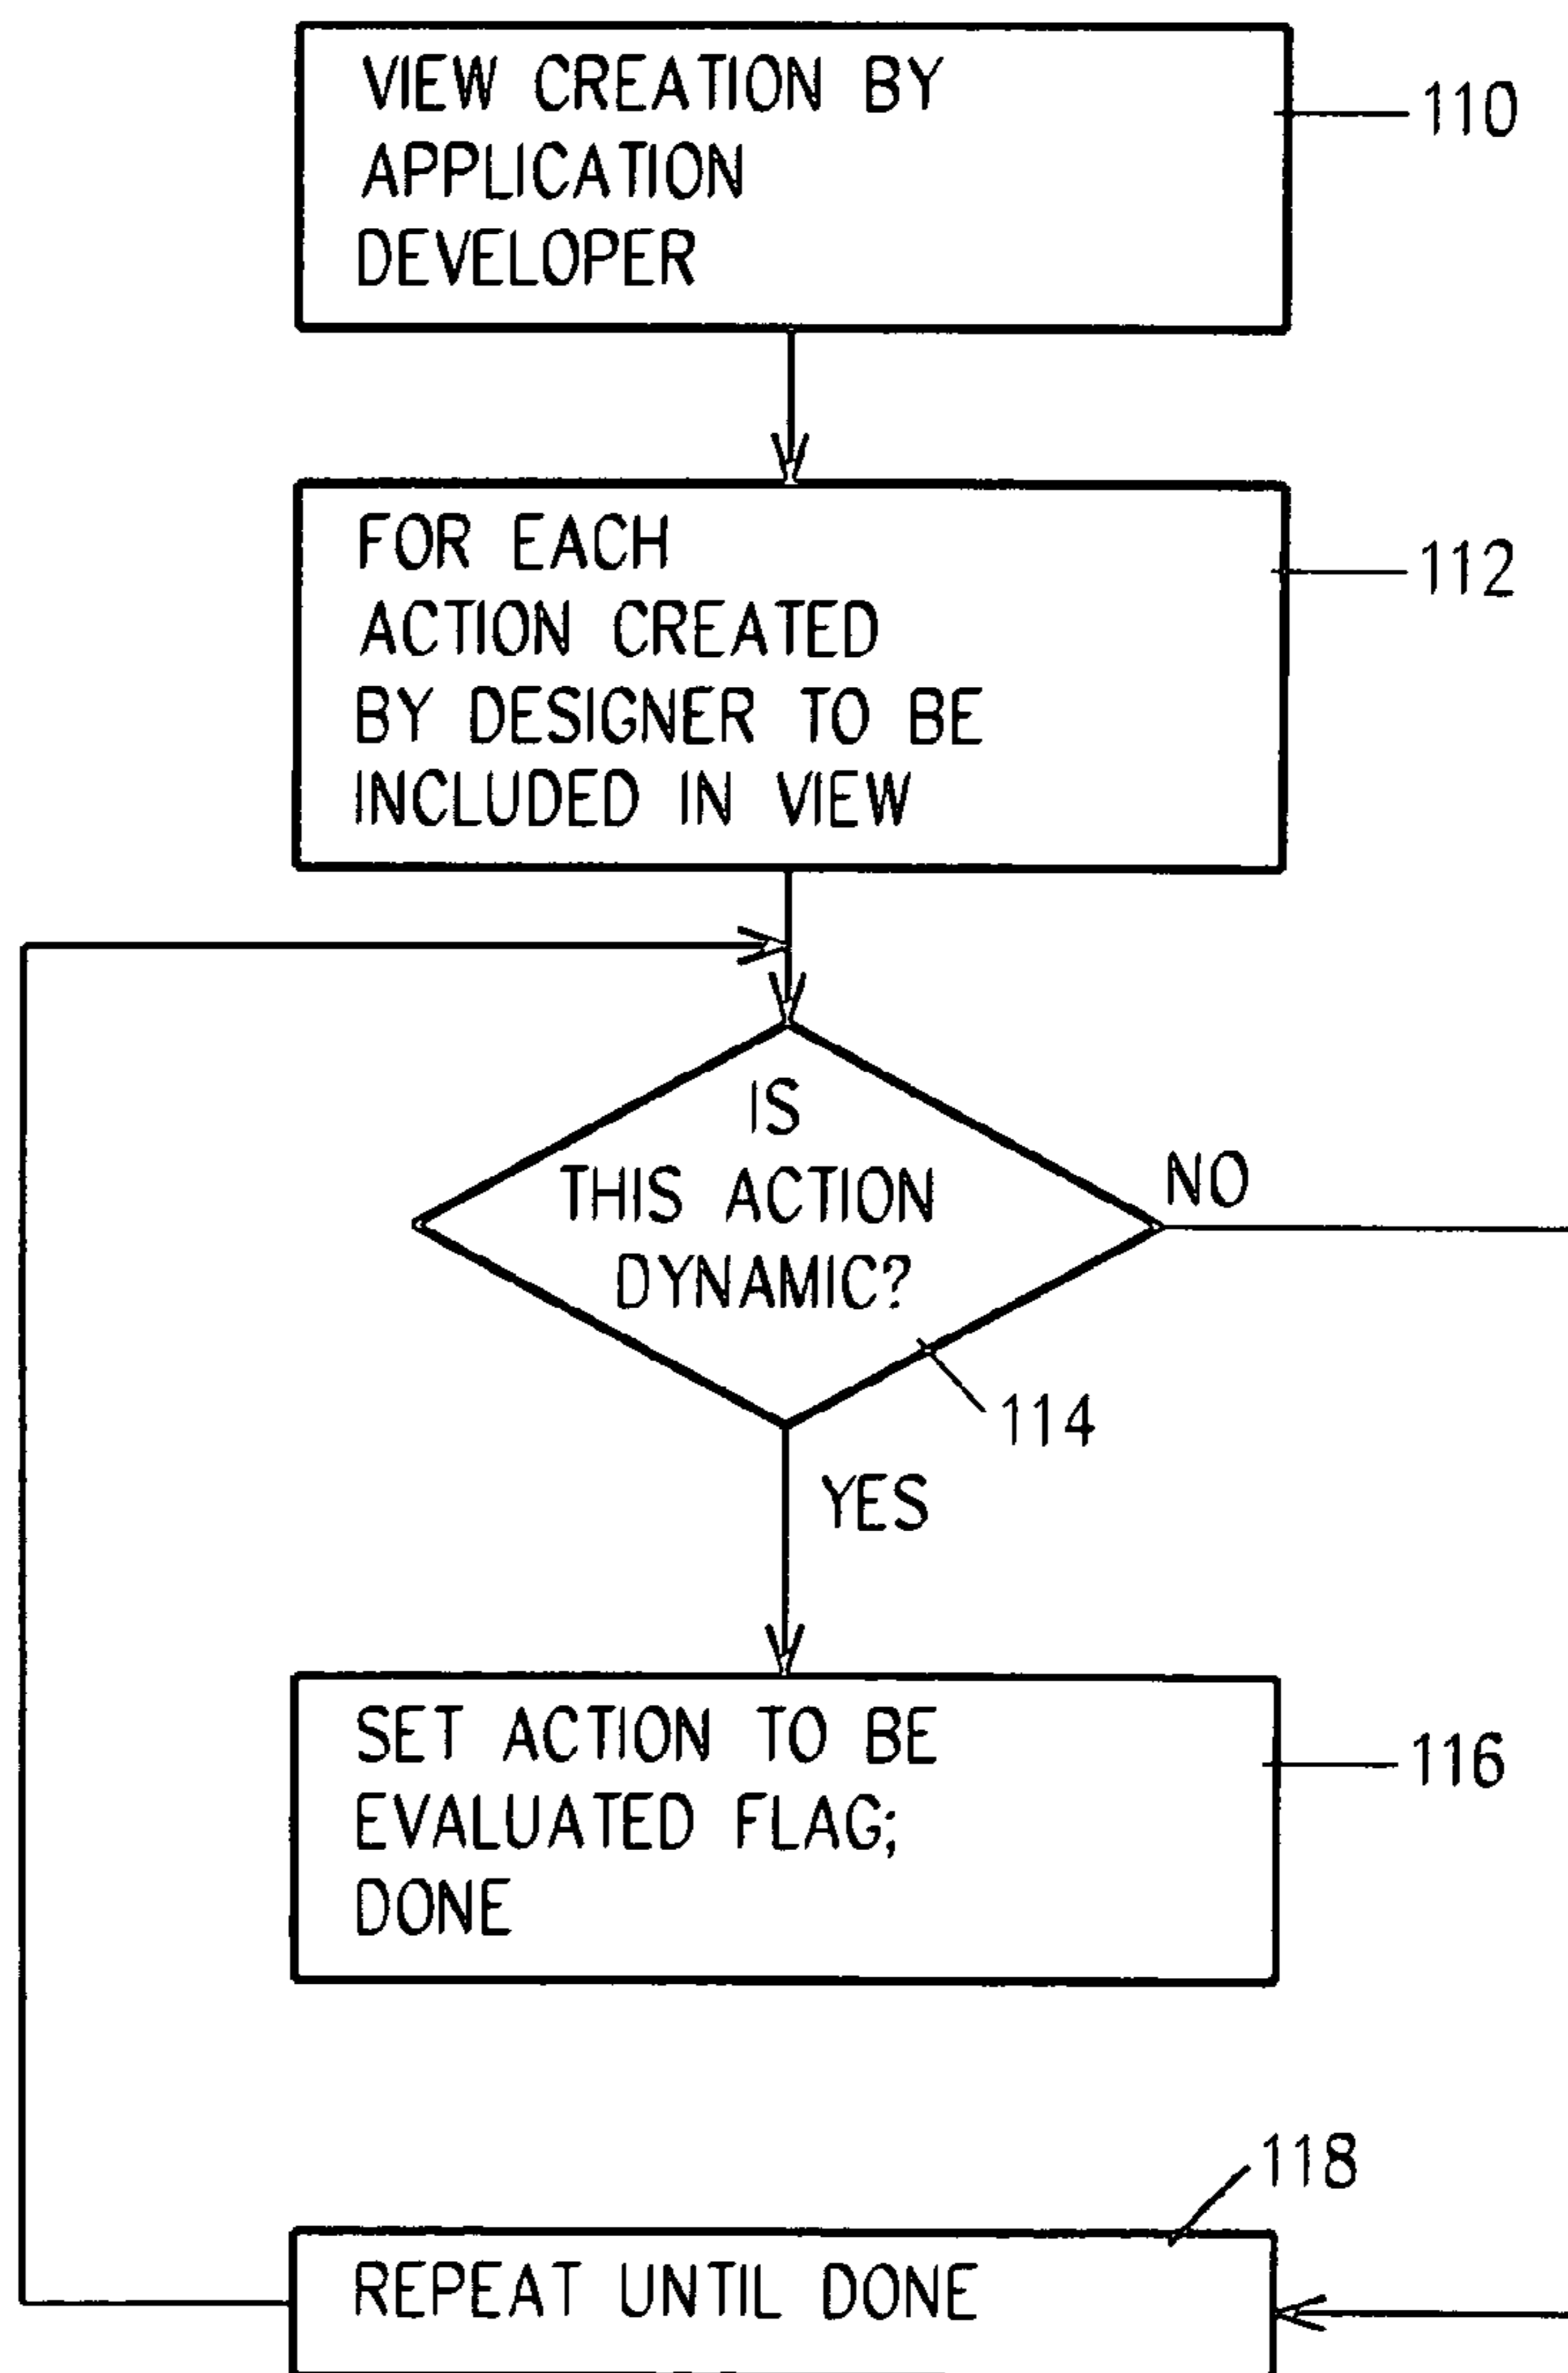 VIEW CREATION BY
APPLICATION
DEVELOPER
110
FOR EACH
ACTION CREATED
BY DESIGNER TO BE
INCLUDED IN VIEW
112
IS
THIS ACTION
DYNAMIC?
NO
114
YES
SET ACTION TO BE
EVALUATED FLAG;
DONE
116
118
REPEAT UNTIL DONE